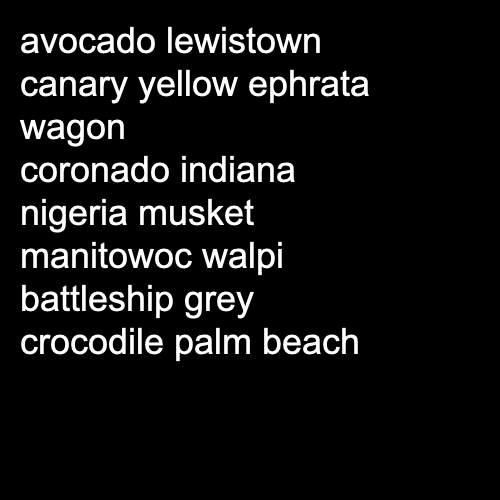 avocado lewistown
canary yellow ephrata
wagon
coronado indiana
nigeria musket
manitowoc walpi
battleship grey
crocodile palm beach